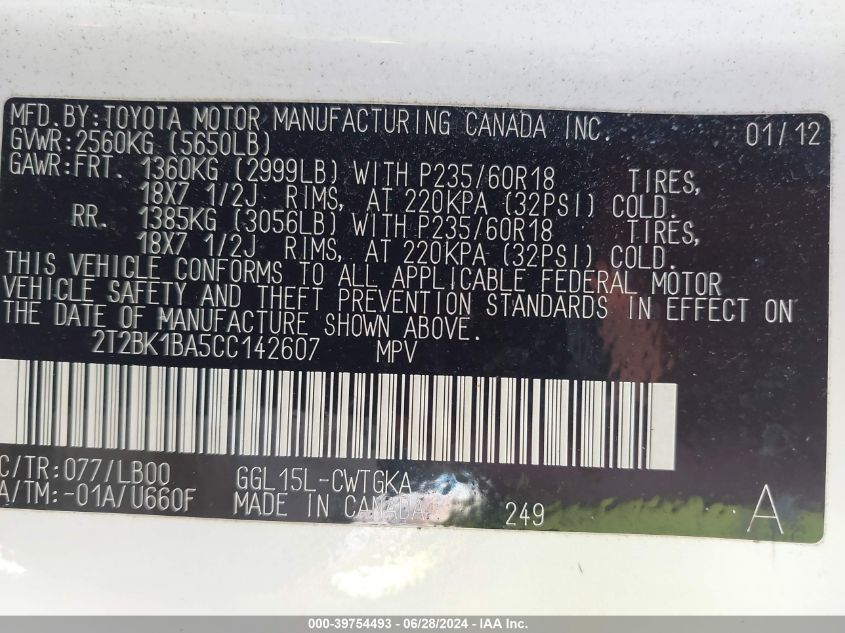 MFD. BY: TOYOTA MOTOR MANUFACTURING CANADA INC. 01/12
GVWR: 2560KG (5650LB)
GAWR: FRT. 1360KG (2999LB) WITH P235/60R18 TIRES,
18X7 1/2J RIMS, AT 220KPA (32PSI) COLD.
RR. 1385KG (3056LB) WITH P235/60R18 TIRES,
18X7 1/2J RIMS, AT 220KPA (32PSI) COLD.
THIS VEHICLE CONFORMS TO ALL APPLICABLE FEDERAL MOTOR
VEHICLE SAFETY AND THEFT PREVENTION STANDARDS IN EFFECT ON
THE DATE OF MANUFACTURE SHOWN ABOVE.
2T2BK1BA5CC142607 MPV
C/TR: 077/LB00 GGL15L-CWTGKA
A/TM: -01A/U660F MADE IN CANADA 249 A
000-39754493 - 06/28/2024 - IAA Inc.